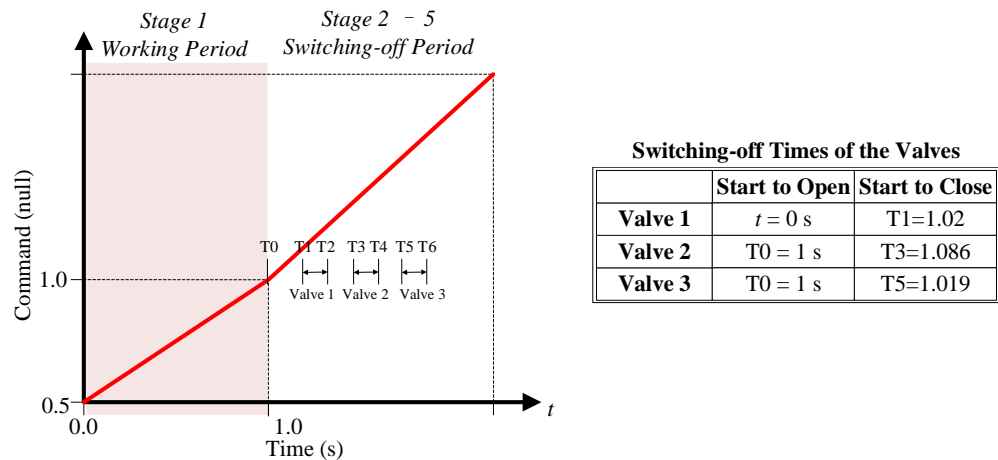 Stage 1
Working Period
Stage 2 – 5
Switching-off Period
Command (null)
T0 T1 T2 T3 T4 T5 T6
Valve 1 Valve 2 Valve 3
1.0
0.5
0.0 1.0
t
Time (s)
Switching-off Times of the Valves
Start to Open Start to Close
Valve 1 t = 0 s T1=1.02
Valve 2 T0 = 1 s T3=1.086
Valve 3 T0 = 1 s T5=1.019